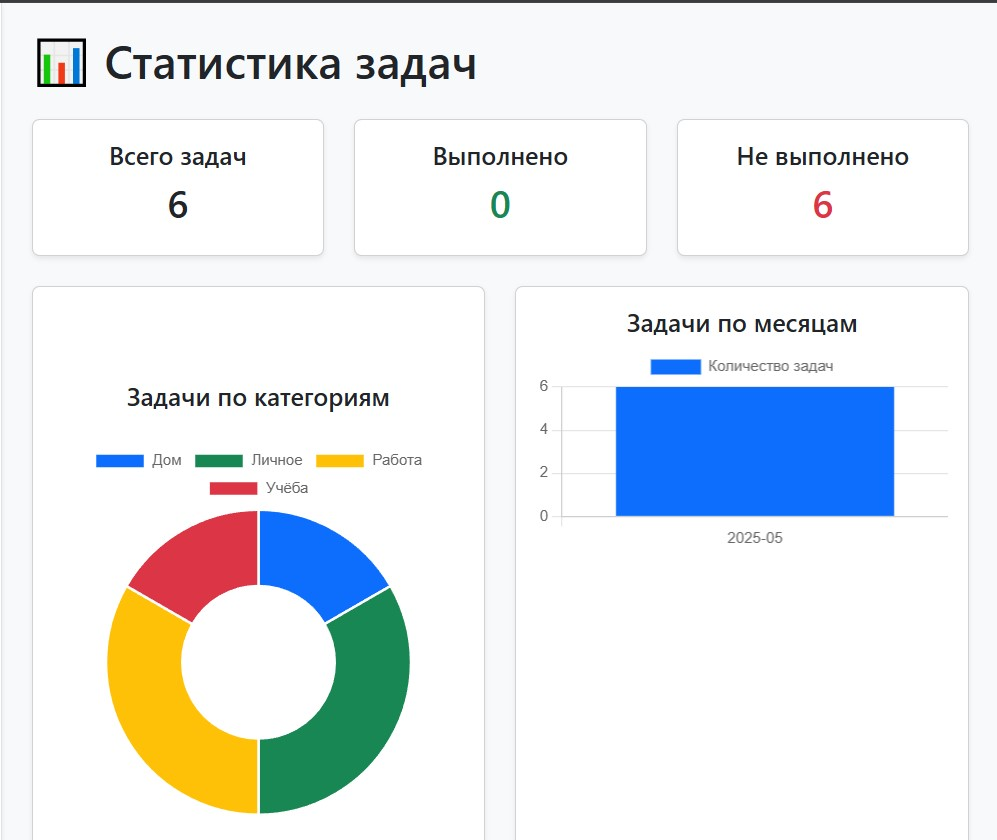 Статистика задач
Всего задач
6
Выполнено
0
Не выполнено
6
Задачи по категориям
Дом Личное Работа
Учёба
Задачи по месяцам
Количество задач
6
4
2
0
2025-05